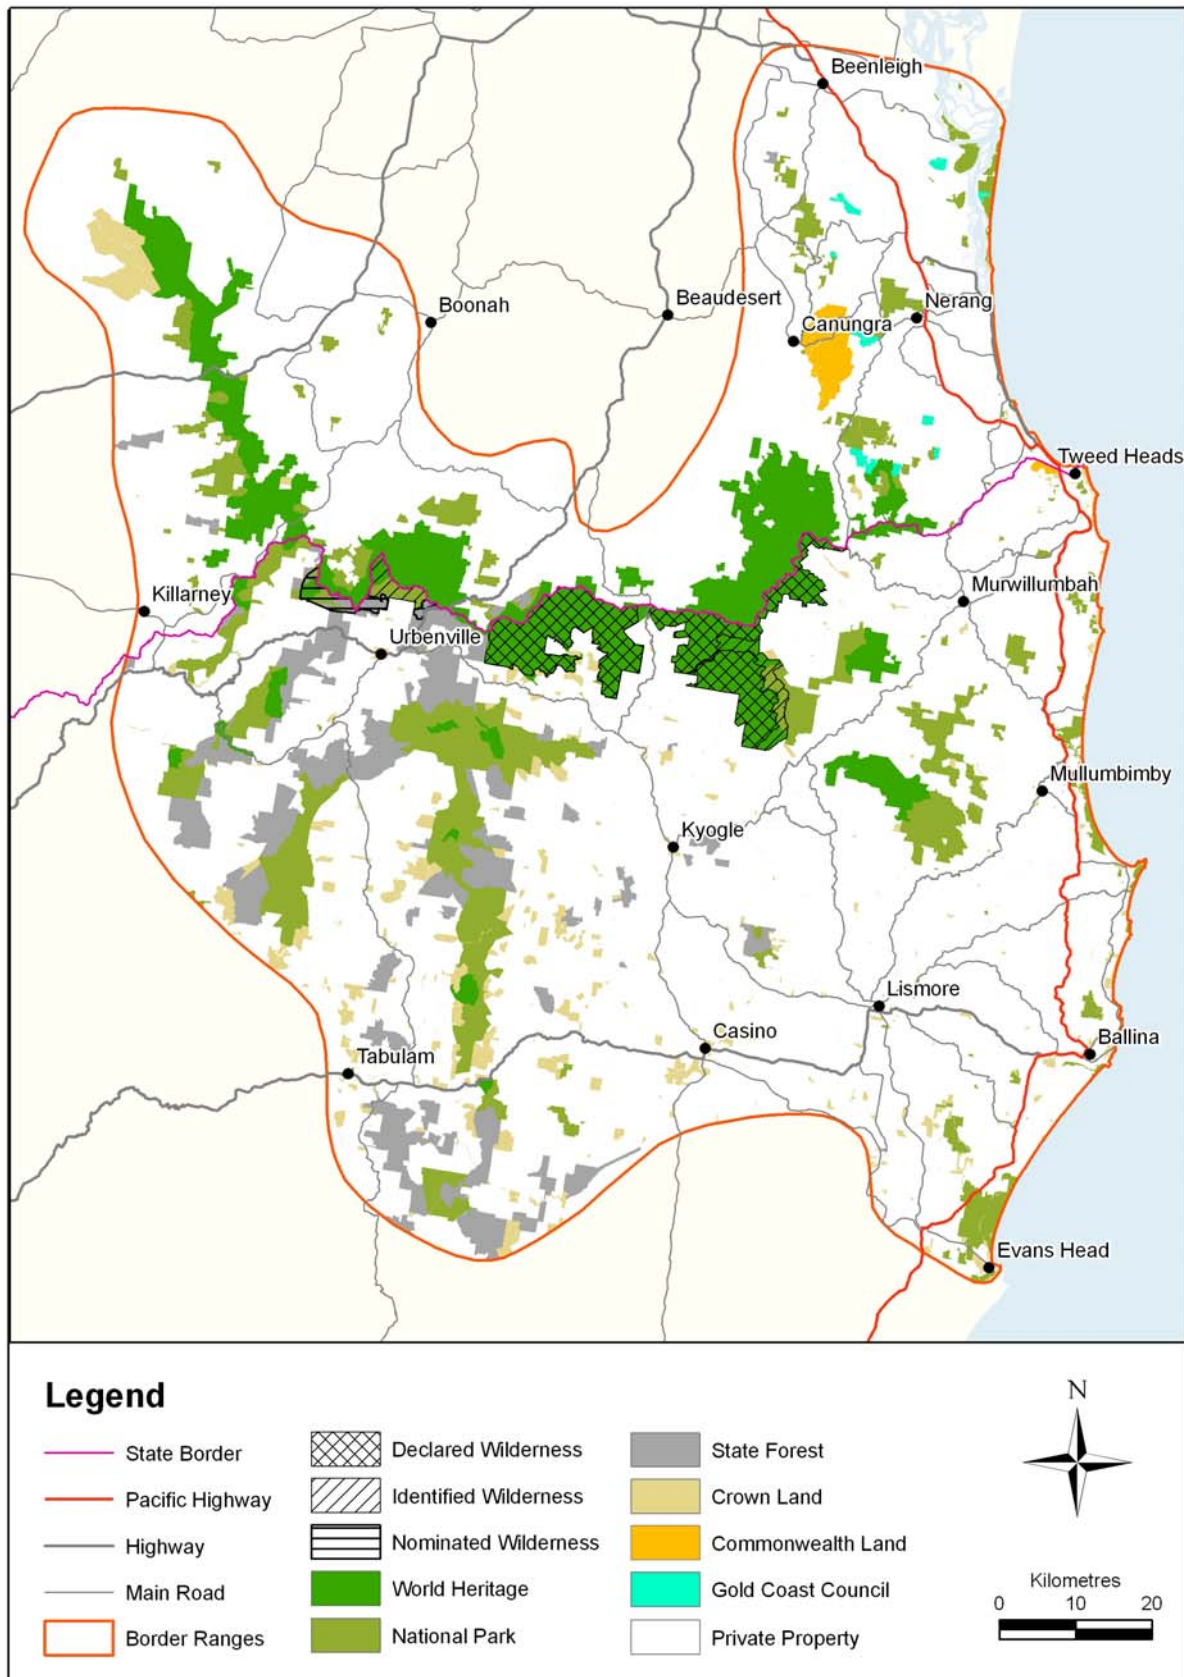 Beenleigh
Boonah
Beaudesert
Nerang
Canungra
Tweed Heads
Killarney
Murwillumbah
Urbenville
Mullumbimby
Kyogle
Lismore
Casino
Ballina
Tabulam
Evans Head
Legend
State Border
Pacific Highway
Highway
Main Road
Border Ranges
Declared Wilderness
Identified Wilderness
Nominated Wilderness
World Heritage
National Park
State Forest
Crown Land
Commonwealth Land
Gold Coast Council
Private Property
N
Kilometres
0 10 20